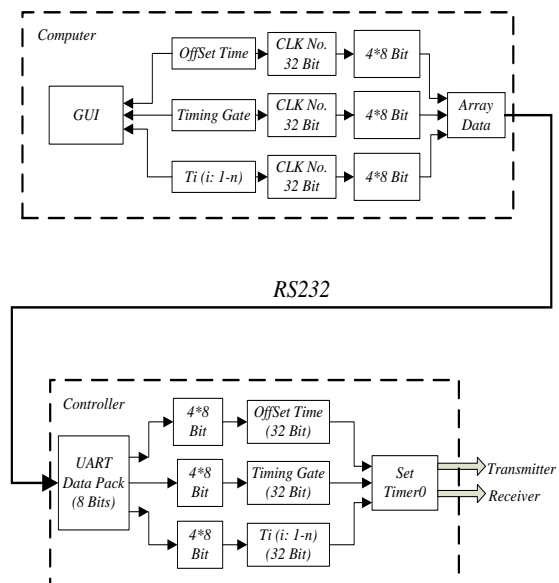 Computer
GUI
OffSet Time
CLK No.
32 Bit
4*8 Bit
Timing Gate
CLK No.
32 Bit
4*8 Bit
Ti (i: 1-n)
CLK No.
32 Bit
4*8 Bit
Array
Data
RS232
Controller
UART
Data Pack
(8 Bits)
4*8
Bit
OffSet Time
(32 Bit)
4*8
Bit
Timing Gate
(32 Bit)
4*8
Bit
Ti (i: 1-n)
(32 Bit)
Set
Timer0
Transmitter
Receiver